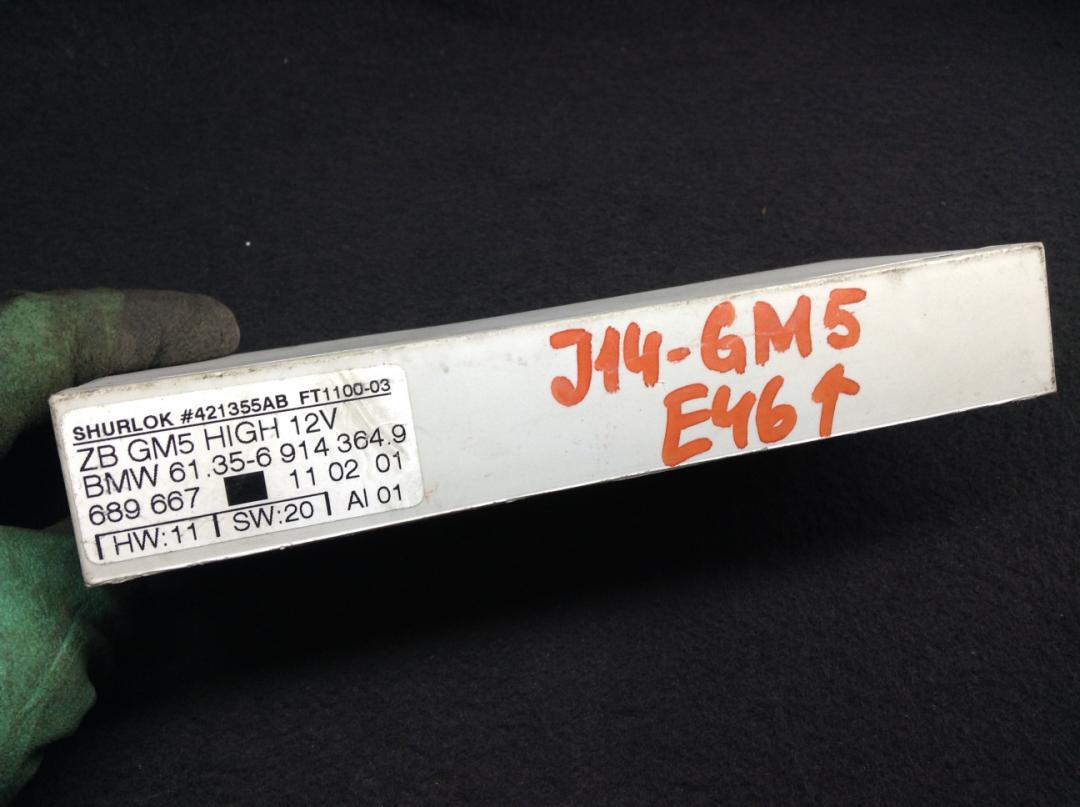 SHURLOK #421355AB FT1100-03
ZB GM5 HIGH 12V
BMW 61.35-6 914 364.9
689 667 11 02 01
HW:11 SW:20 AI 01
J14-GM5
E46↑